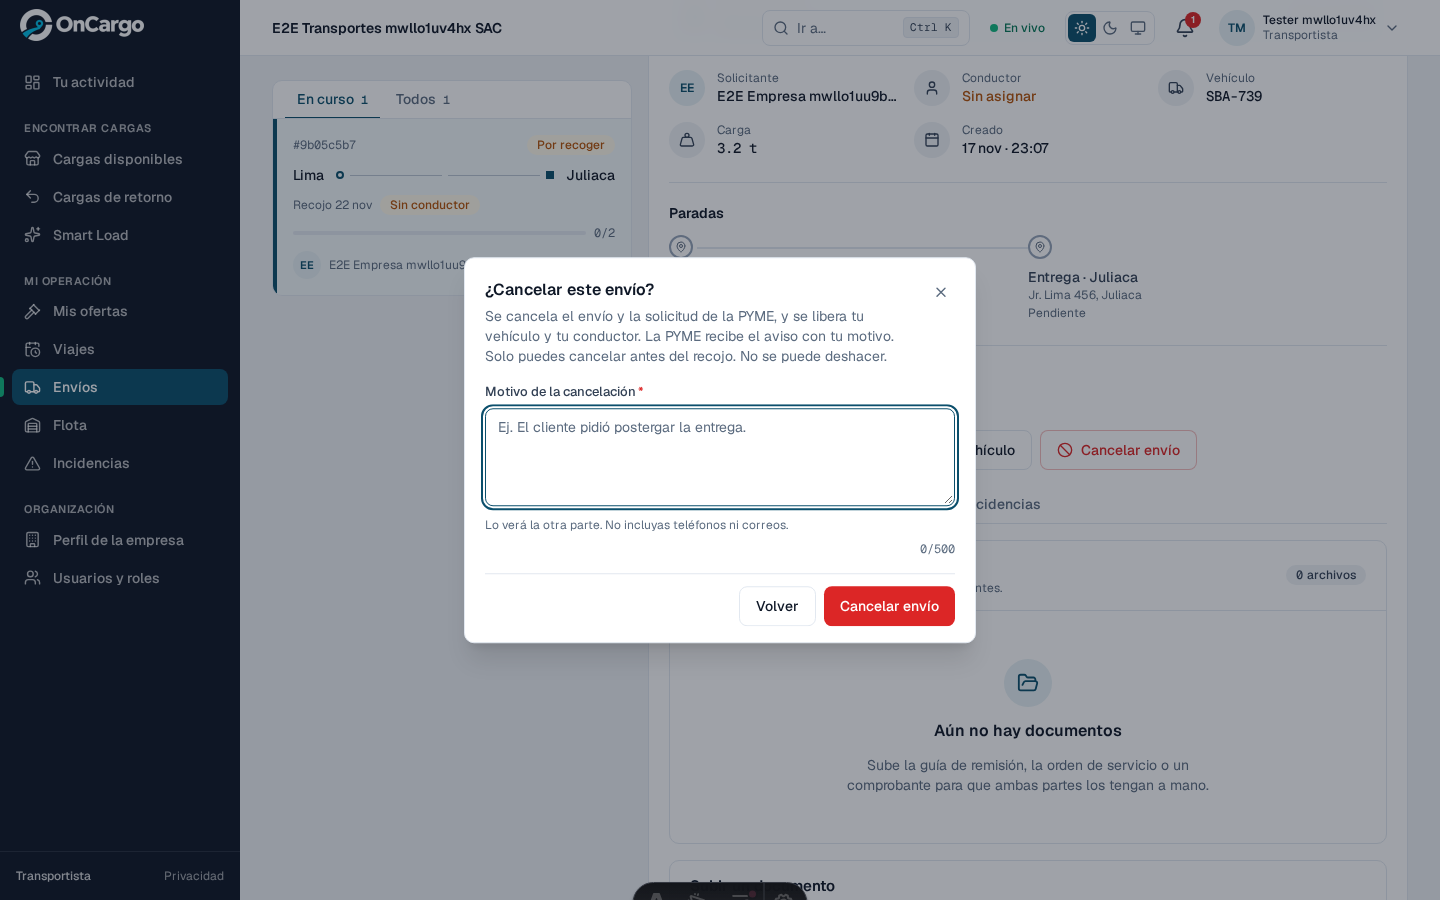 OnCargo
Tu actividad
ENCONTRAR CARGAS
Cargas disponibles
Cargas de retorno
Smart Load
MI OPERACIÓN
Mis ofertas
Viajes
Envíos
Flota
Incidencias
ORGANIZACIÓN
Perfil de la empresa
Usuarios y roles
Transportista Privacidad
E2E Transportes mwllo1uv4hx SAC
Ir a... Ctrl K
En vivo
1
TM
Tester mwllo1uv4hx
Transportista
En curso 1 Todos 1
#9b05c5b7 Por recoger
Lima Juliaca
Recojo 22 nov Sin conductor
0/2
EE E2E Empresa mwllo1uu9
EE
Solicitante
E2E Empresa mwllo1uu9b...
Conductor
Sin asignar
Vehículo
SBA-739
Carga
3.2 t
Creado
17 nov · 23:07
Paradas
Entrega · Juliaca
Jr. Lima 456, Juliaca
Pendiente
hículo
Cancelar envío
cidencias
0 archivos
ntes.
Aún no hay documentos
Sube la guía de remisión, la orden de servicio o un
comprobante para que ambas partes los tengan a mano.
¿Cancelar este envío?
Se cancela el envío y la solicitud de la PYME, y se libera tu
vehículo y tu conductor. La PYME recibe el aviso con tu motivo.
Solo puedes cancelar antes del recojo. No se puede deshacer.
Motivo de la cancelación *
Ej. El cliente pidió postergar la entrega.
Lo verá la otra parte. No incluyas teléfonos ni correos.
0/500
Volver
Cancelar envío